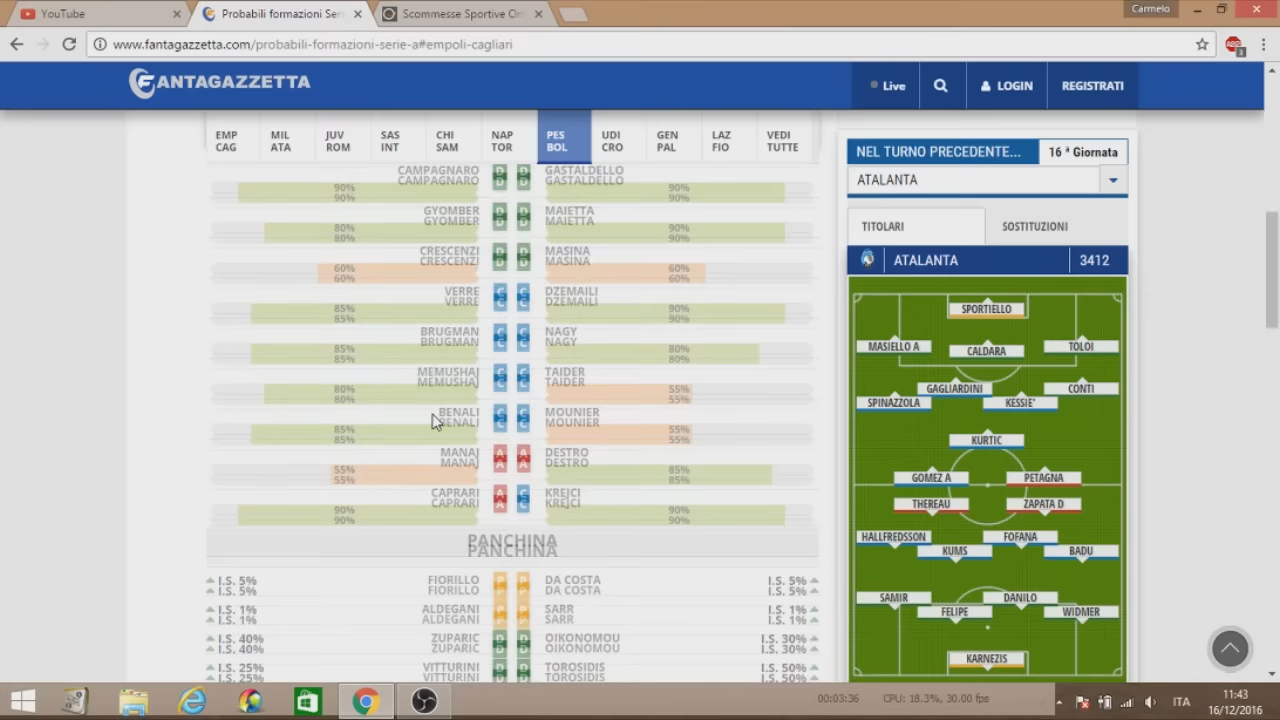 YouTube
Probabili formazioni Seri
Scommesse Sportive Onl
Carmelo
www.fantagazzetta.com/probabili-formazioni-serie-a#empoli-cagliari
FANTAGAZZETTA
Live
LOGIN
REGISTRATI
EMP CAG
MIL ATA
JUV ROM
SAS INT
CHI SAM
NAP TOR
PES BOL
UDI CRO
GEN PAL
LAZ FIO
VEDI TUTTE
CAMPAGNARO D D GASTALDELLO
90% 90%
GYOMBER D D MAIETTA
80% 90%
CRESCENZI D D MASINA
60% 60%
VERRE C C DZEMAILI
85% 90%
BRUGMAN C C NAGY
85% 80%
MEMUSHAJ C C TAIDER
80% 55%
BENALI C C MOUNIER
85% 55%
MANAJ A A DESTRO
55% 85%
CAPRARI A C KREJCI
90% 90%
PANCHINA
I.S. 5% FIORILLO P P DA COSTA I.S. 5%
I.S. 1% ALDEGANI P P SARR I.S. 1%
I.S. 40% ZUPARIC D D OIKONOMOU I.S. 30%
I.S. 25% VITTURINI D D TOROSIDIS I.S. 50%
NEL TURNO PRECEDENTE...
16 ª Giornata
ATALANTA
TITOLARI
SOSTITUZIONI
ATALANTA
3412
SPORTIELLO
MASIELLO A
CALDARA
TOLOI
GAGLIARDINI
CONTI
SPINAZZOLA
KESSIE'
KURTIC
GOMEZ A
PETAGNA
THEREAU
ZAPATA D
HALLFREDSSON
FOFANA
KUMS
BADU
SAMIR
DANILO
FELIPE
WIDMER
KARNEZIS
00:03:36
CPU: 18.3%, 30.00 fps
ITA
11:43
16/12/2016